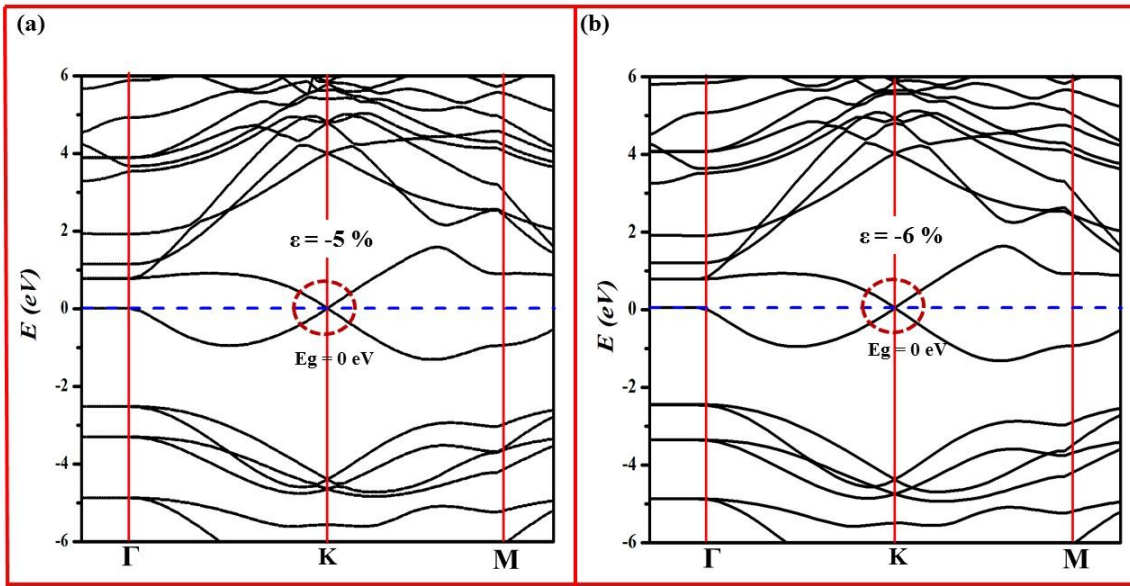 (a)
6
4
2
0
-2
-4
-6
E (eV)
ε = -5 %
Eg = 0 eV
Γ
K
M
(b)
6
4
2
0
-2
-4
-6
E (eV)
ε = -6 %
Eg = 0 eV
Γ
K
M